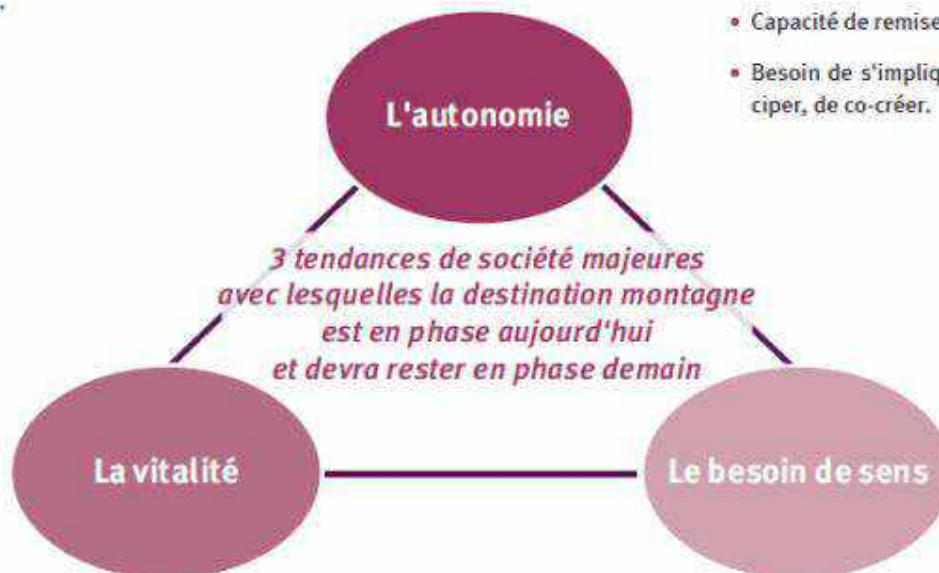 • Capacité de remise
• Besoin de s'impliq
ciper, de co-créer.
L'autonomie
3 tendances de société majeures
avec lesquelles la destination montagne
est en phase aujourd'hui
et devra rester en phase demain
La vitalité
Le besoin de sens